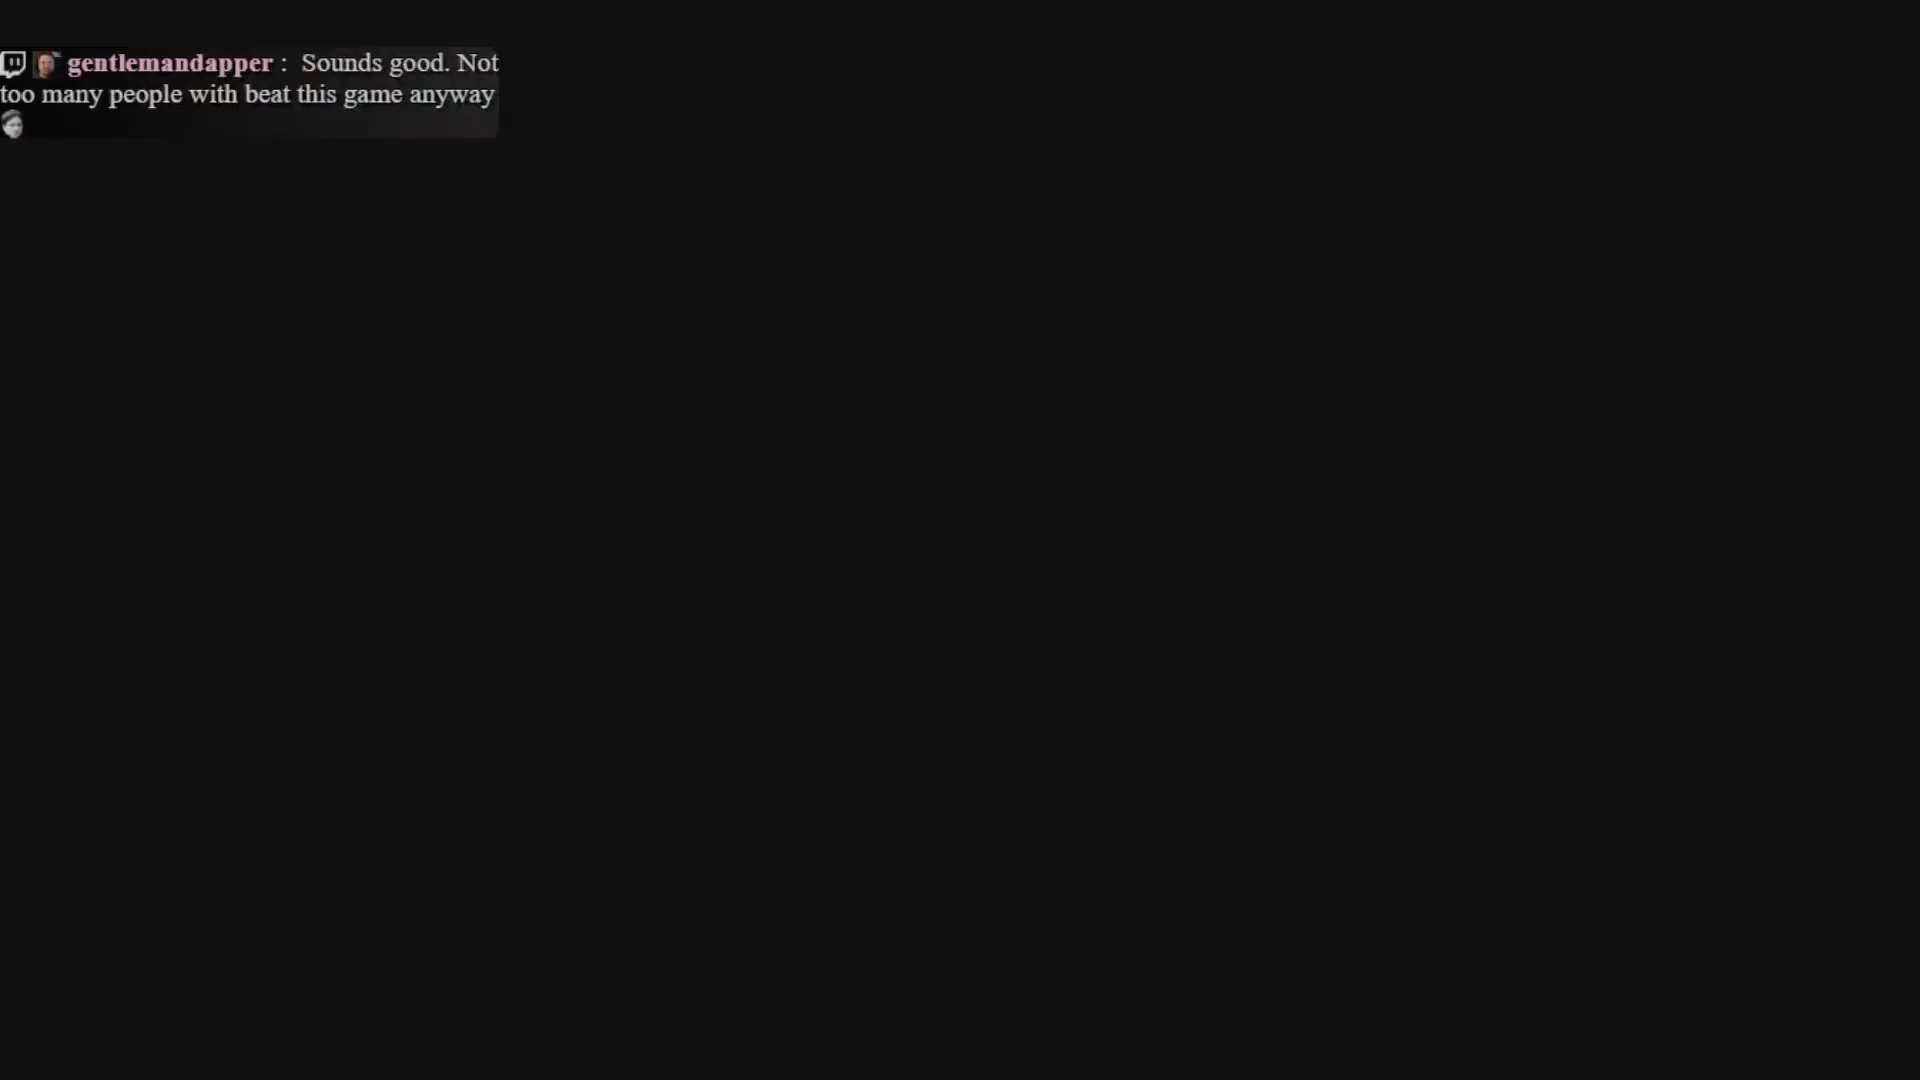 gentlemandapper : Sounds good. Not
too many people with beat this game anyway